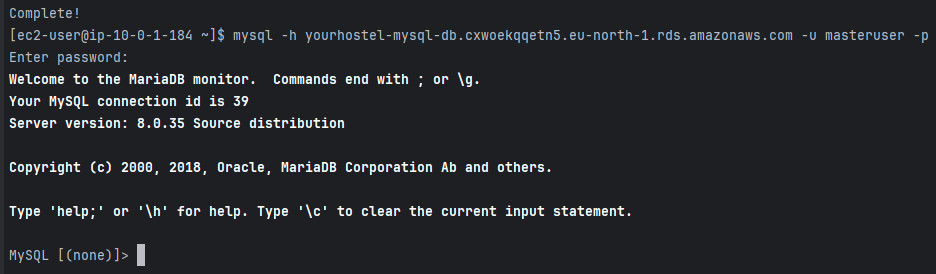 Complete!
[ec2-user@ip-10-0-1-184 ~]$ mysql -h yourhostel-mysql-db.cxwoekqqetn5.eu-north-1.rds.amazonaws.com -u masteruser -p
Enter password:
Welcome to the MariaDB monitor.  Commands end with ; or \g.
Your MySQL connection id is 39
Server version: 8.0.35 Source distribution
Copyright (c) 2000, 2018, Oracle, MariaDB Corporation Ab and others.
Type 'help;' or '\h' for help. Type '\c' to clear the current input statement.
MySQL [(none)]>